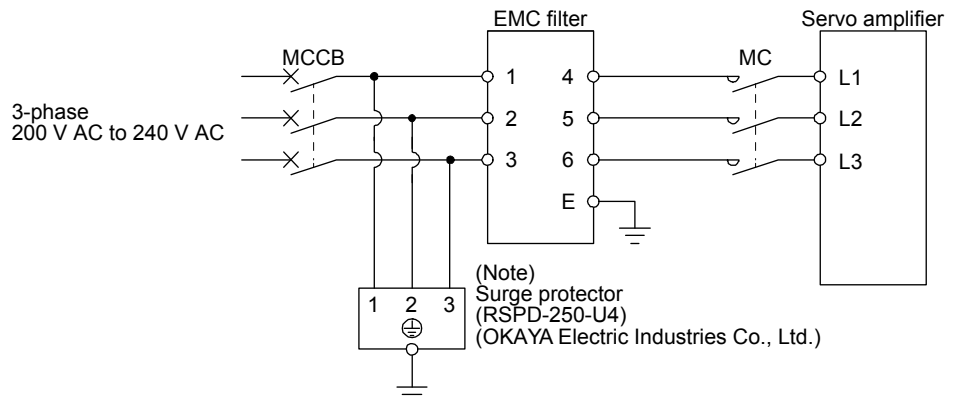 EMC filter
Servo amplifier
MCCB
MC
1
4
L1
3-phase
200 V AC to 240 V AC
2
5
L2
3
6
L3
E
(Note)
Surge protector
(RSPD-250-U4)
(OKAYA Electric Industries Co., Ltd.)
1 2 3